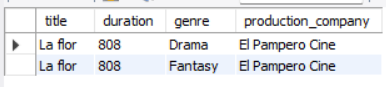 title duration genre production_company
La flor 808 Drama El Pampero Cine
La flor 808 Fantasy El Pampero Cine